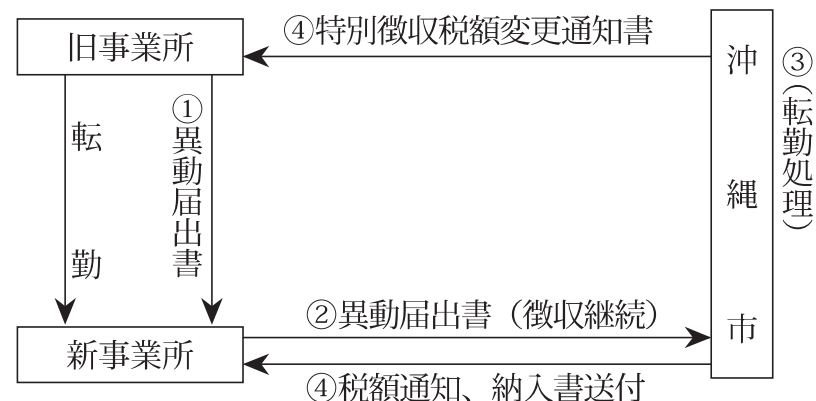 ④特別徴収税額変更通知書
旧事業所
転勤
①異動届出書
沖縄市
③(転勤処理)
②異動届出書（徴収継続）
新事業所
④税額通知、納入書送付